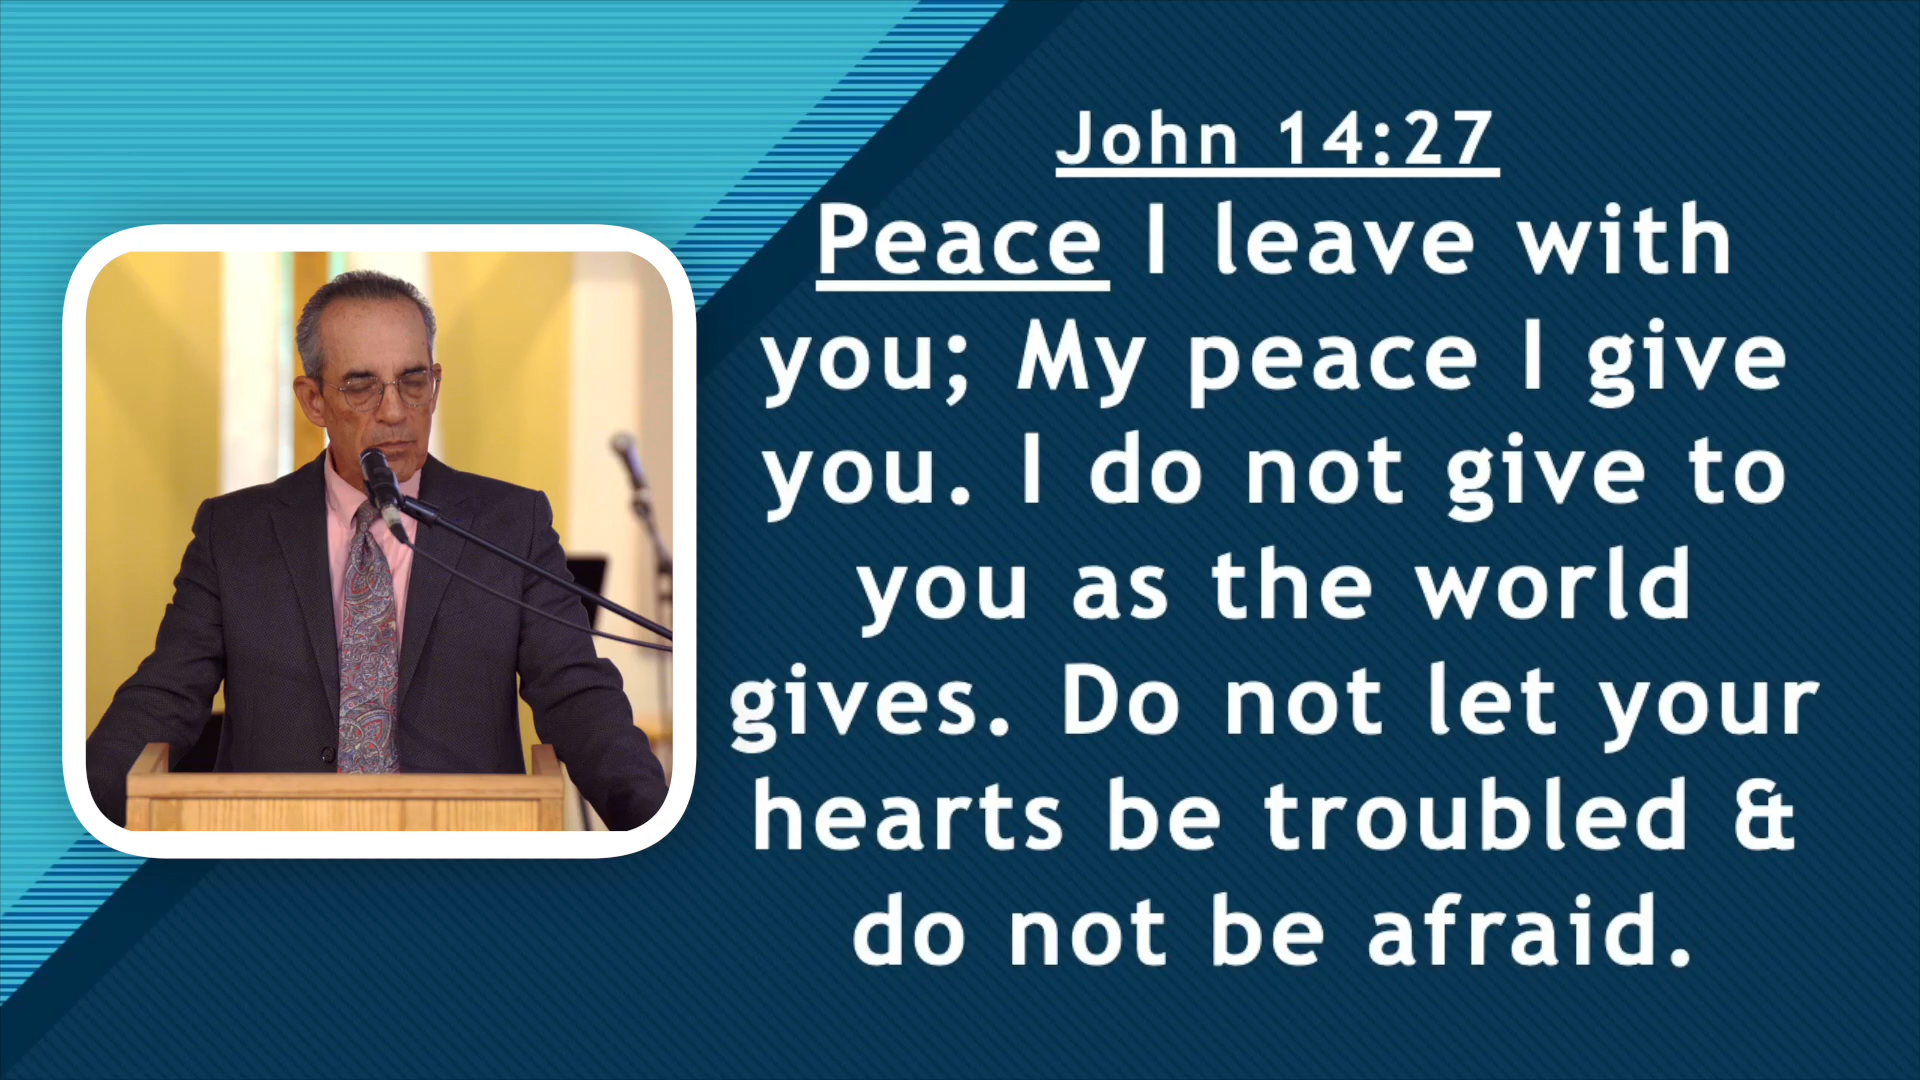 John 14:27
Peace I leave with
you; My peace I give
you. I do not give to
you as the world
gives. Do not let your
hearts be troubled &
do not be afraid.